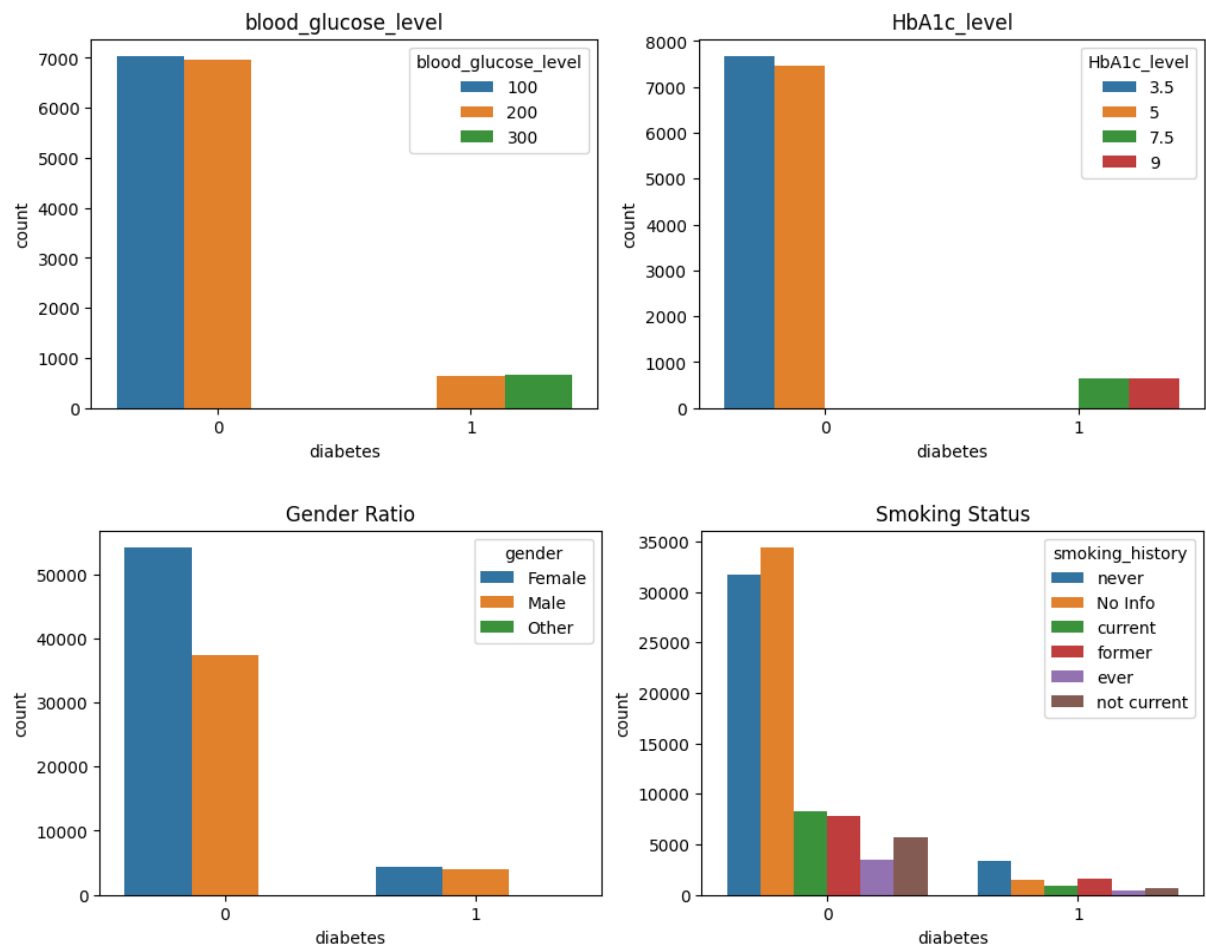 blood_glucose_level
7000
6000
5000
4000
3000
2000
1000
0
count
blood_glucose_level
100
200
300
0 1
diabetes
HbA1c_level
8000
7000
6000
5000
4000
3000
2000
1000
0
count
HbA1c_level
3.5
5
7.5
9
0 1
diabetes
Gender Ratio
50000
40000
30000
20000
10000
0
count
gender
Female
Male
Other
0 1
diabetes
Smoking Status
35000
30000
25000
20000
15000
10000
5000
0
count
smoking_history
never
No Info
current
former
ever
not current
0 1
diabetes